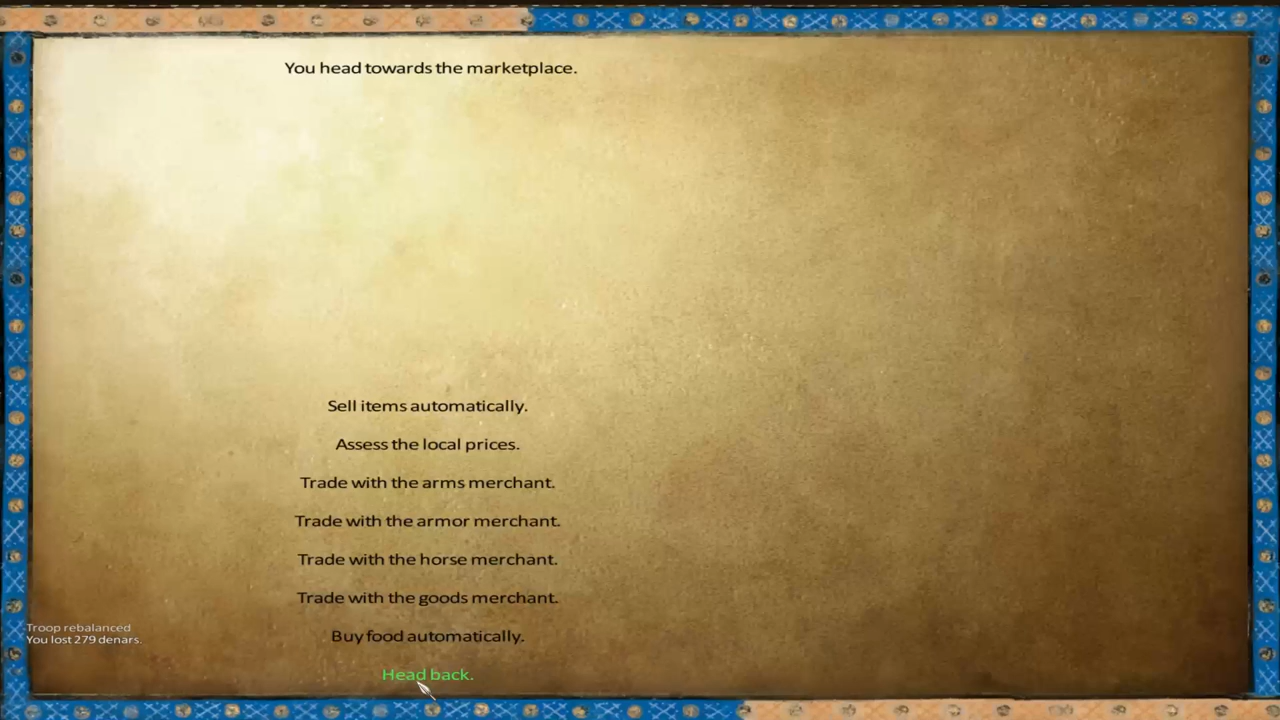 You head towards the marketplace.
Sell items automatically.
Assess the local prices.
Trade with the arms merchant.
Trade with the armor merchant.
Trade with the horse merchant.
Trade with the goods merchant.
Buy food automatically.
Head back.
Troop rebalanced
You lost 279 denars.